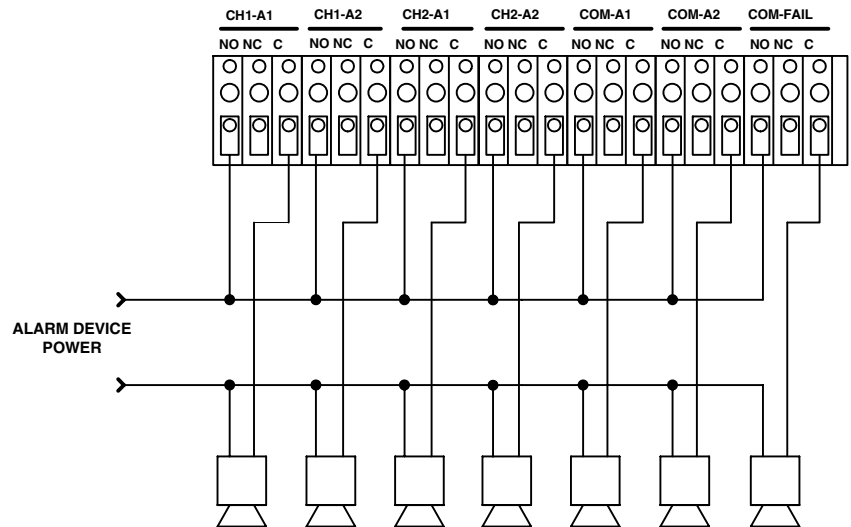 CH1-A1 CH1-A2 CH2-A1 CH2-A2 COM-A1 COM-A2 COM-FAIL
NO NC C NO NC C NO NC C NO NC C NO NC C NO NC C NO NC C
ALARM DEVICE
POWER